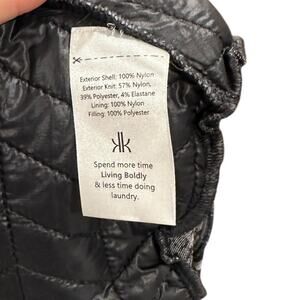 Exterior Shell: 100% Nylon
Exterior Knit: 57% Nylon,
39% Polyester, 4% Elastane
Lining: 100% Nylon
Filling: 100% Polyester
Spend more time
Living Boldly
& less time doing
laundry.